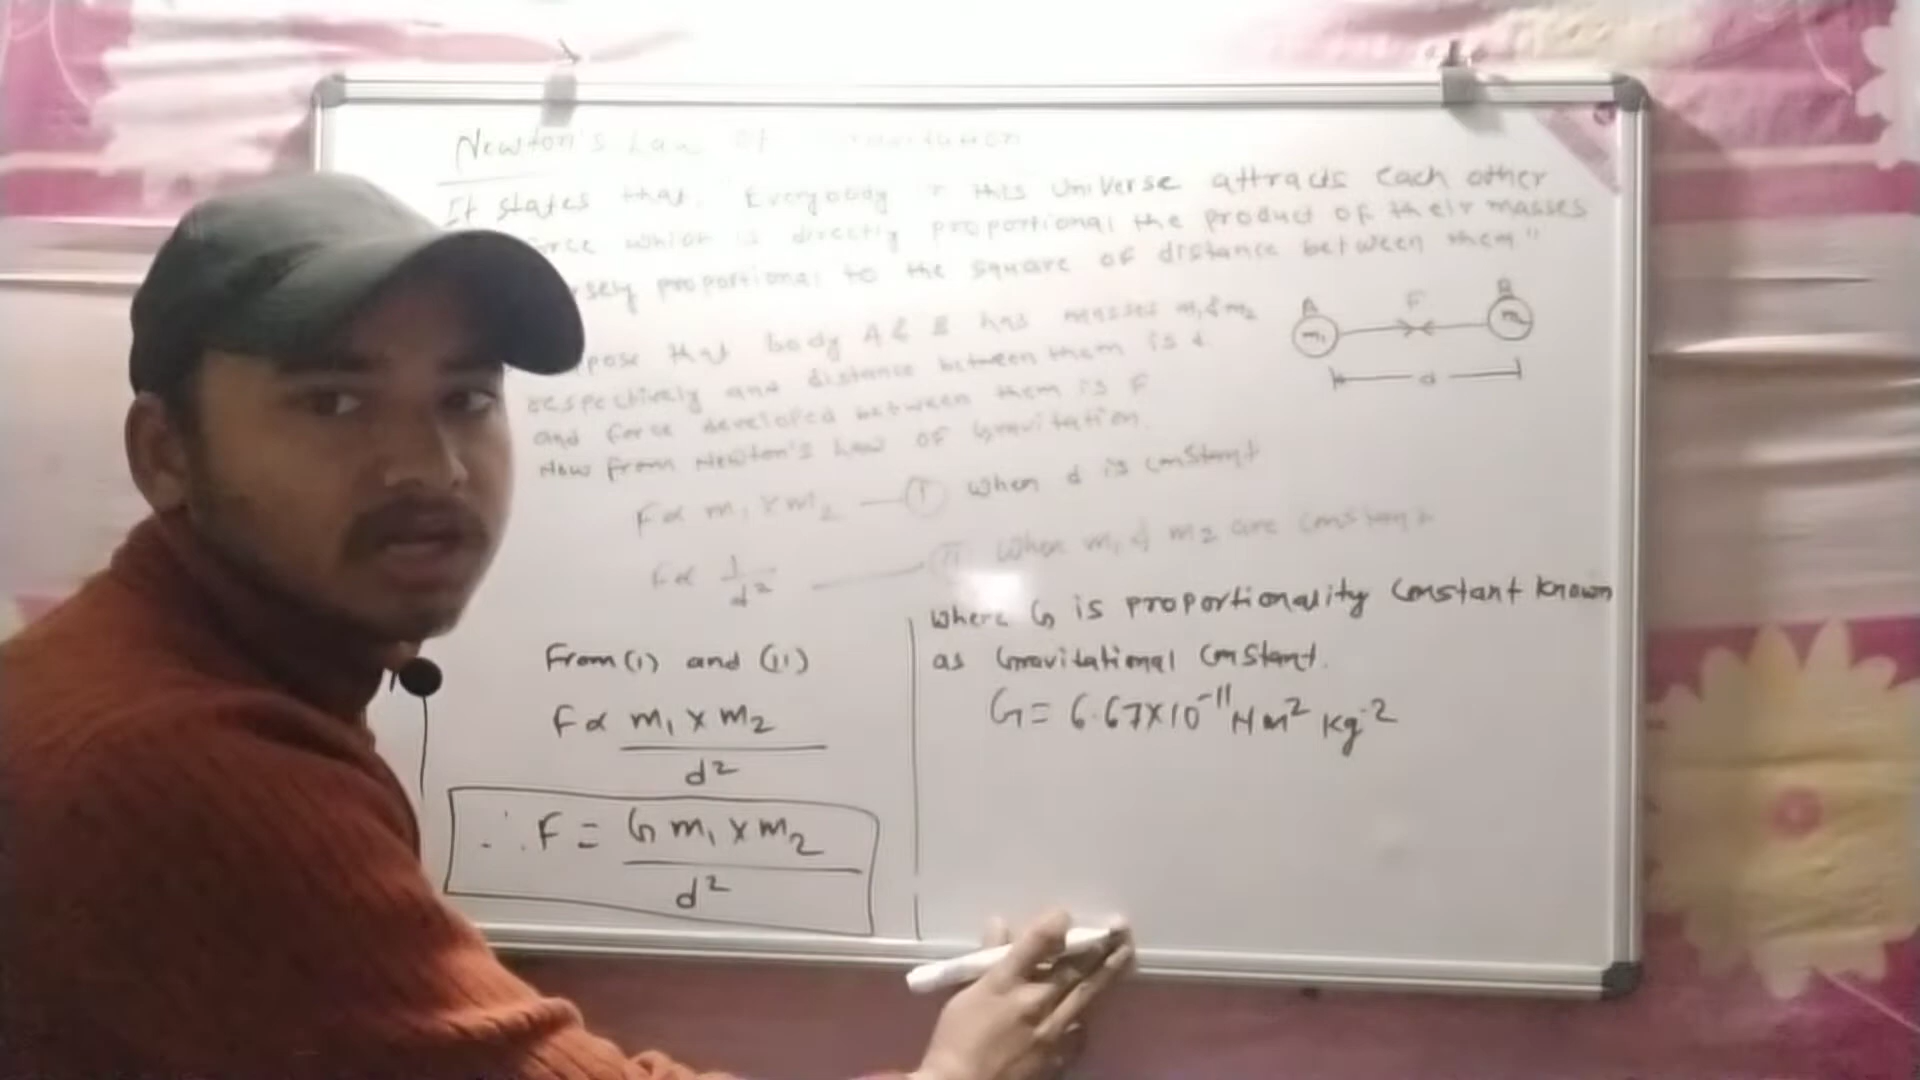 Newton's Law of
It states that, "Everybody in this Universe attracts each other
force which is directly proportional the product of their masses
rsely proportional to the square of distance between them"
A F B
m1 m2
d
pose that body A & B has masses m1 & m2
respectively and distance between them is d
and force developed between them is F
Now from Newton's Law of Gravitation.
F ∝ m1 × m2 —(I) when d is constant
F ∝ 1/d² —(II) when m1 & m2 are constant
From (i) and (ii)
F ∝ m1 × m2 / d²
∴ F = G m1 × m2 / d²
where G is proportionality constant known
as Gravitational constant.
G = 6.67×10⁻¹¹ Nm² kg⁻²